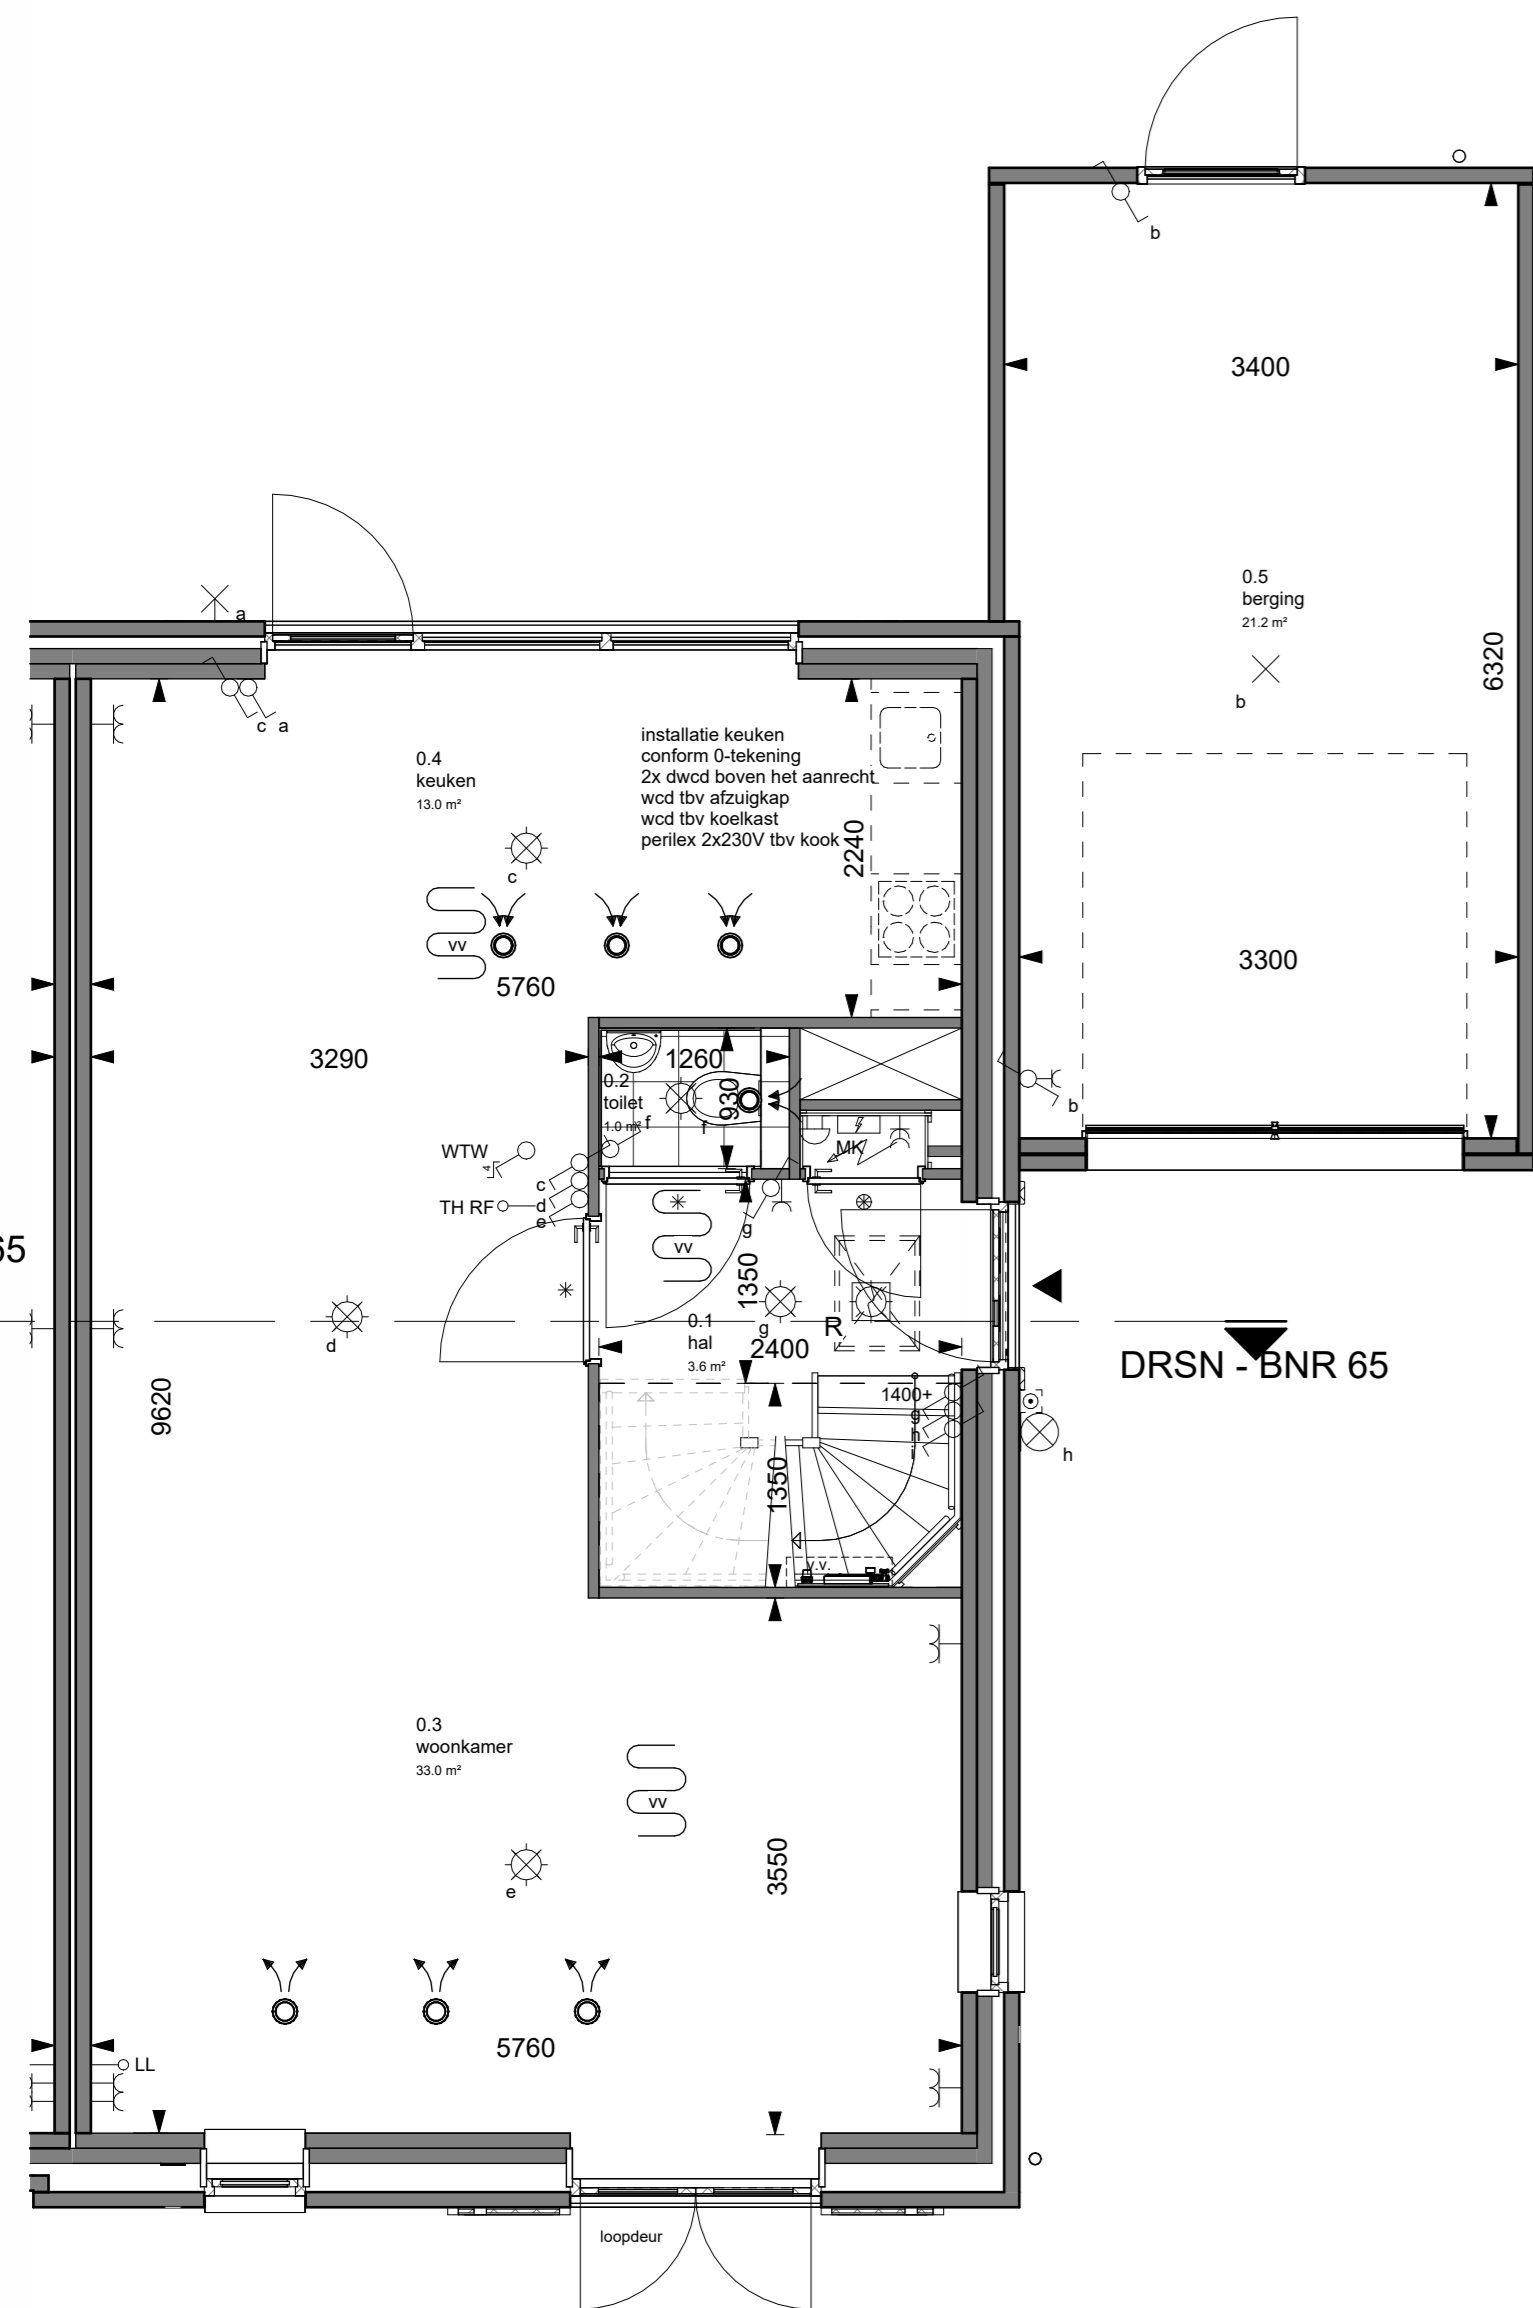 b
3400
0.5
berging
21.2 m²
b
6320
a
c a
0.4
keuken
13.0 m²
installatie keuken
conform 0-tekening
2x dwcd boven het aanrecht
wcd tbv afzuigkap
wcd tbv koelkast
perilex 2x230V tbv kook
2240
c
vv
5760
3300
3290
1260
930
0.2
toilet
1.0 m²
f
f
b
MK
WTW
4
c
TH RF
d
e
g
vv
65
1350
0.1
hal
3.6 m²
g
R
2400
d
DRSN - BNR 65
9620
1400+
g
h
i
h
1350
v.v.
0.3
woonkamer
33.0 m²
vv
3550
e
5760
LL
loopdeur